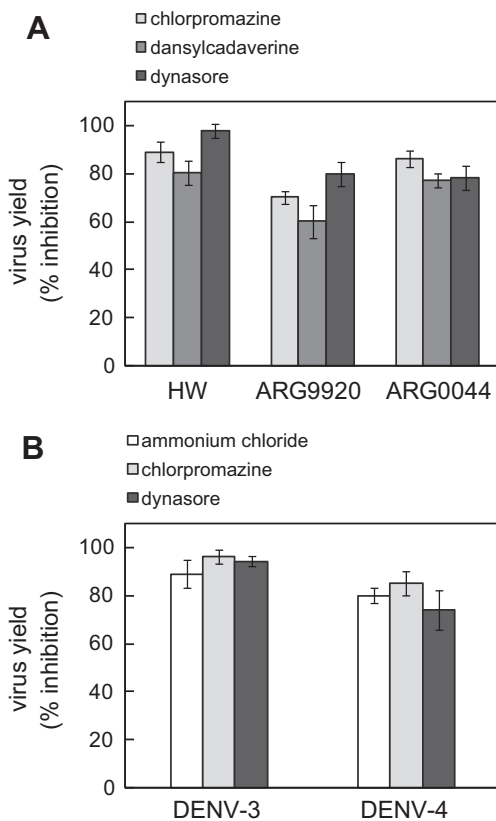 A
chlorpromazine
dansylcadaverine
dynasore
virus yield
(% inhibition)
100
80
60
40
20
0
HW ARG9920 ARG0044
B
ammonium chloride
chlorpromazine
dynasore
virus yield
(% inhibition)
100
80
60
40
20
0
DENV-3 DENV-4